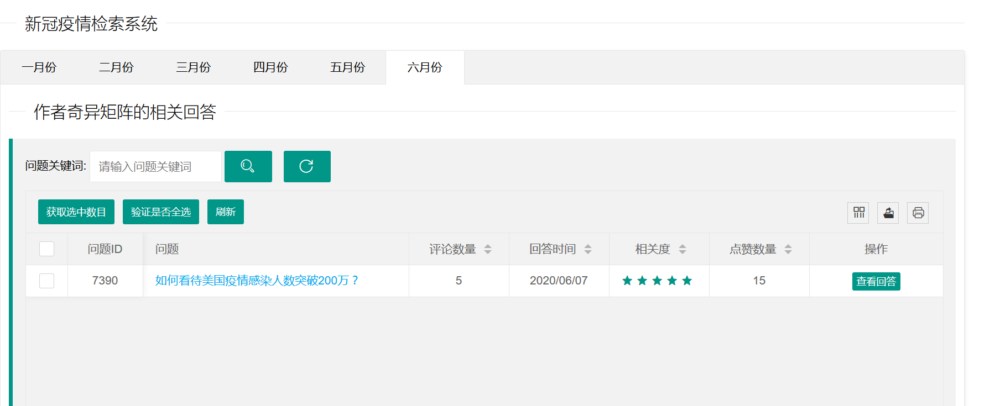 新冠疫情检索系统
一月份 二月份 三月份 四月份 五月份 六月份
作者奇异矩阵的相关回答
问题关键词: 请输入问题关键词
获取选中数目 验证是否全选 刷新
问题ID 问题 评论数量 回答时间 相关度 点赞数量 操作
7390 如何看待美国疫情感染人数突破200万？ 5 2020/06/07 ★★★★★ 15 查看回答